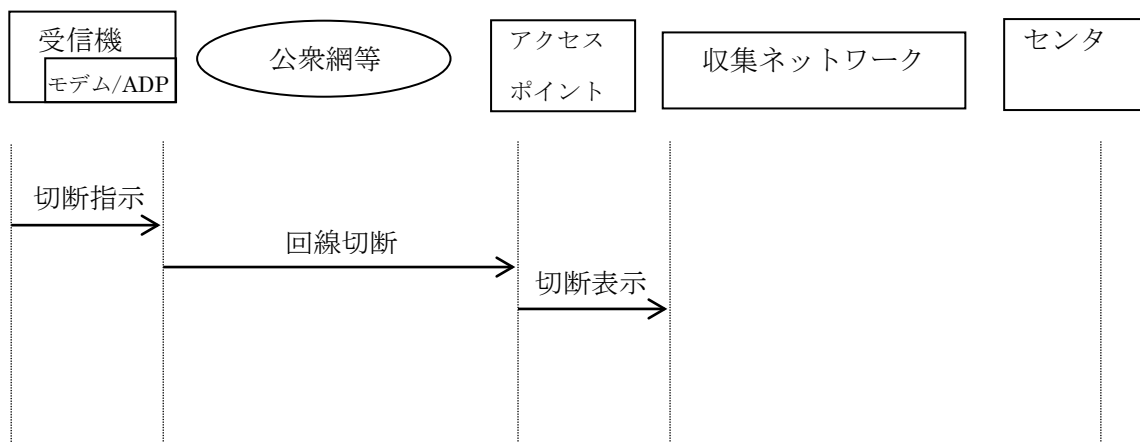 受信機
モデム/ADP
公衆網等
アクセス
ポイント
収集ネットワーク
センタ
切断指示
回線切断
切断表示